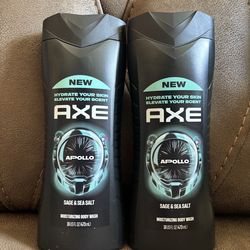 NEW
HYDRATE YOUR SKIN
ELEVATE YOUR SCENT
AXE
APOLLO
SAGE & SEA SALT
MOISTURIZING BODY WASH
NEW
HYDRATE YOUR SKIN
ELEVATE YOUR SCENT
AXE
APOLLO
SAGE & SEA SALT
MOISTURIZING BODY WASH